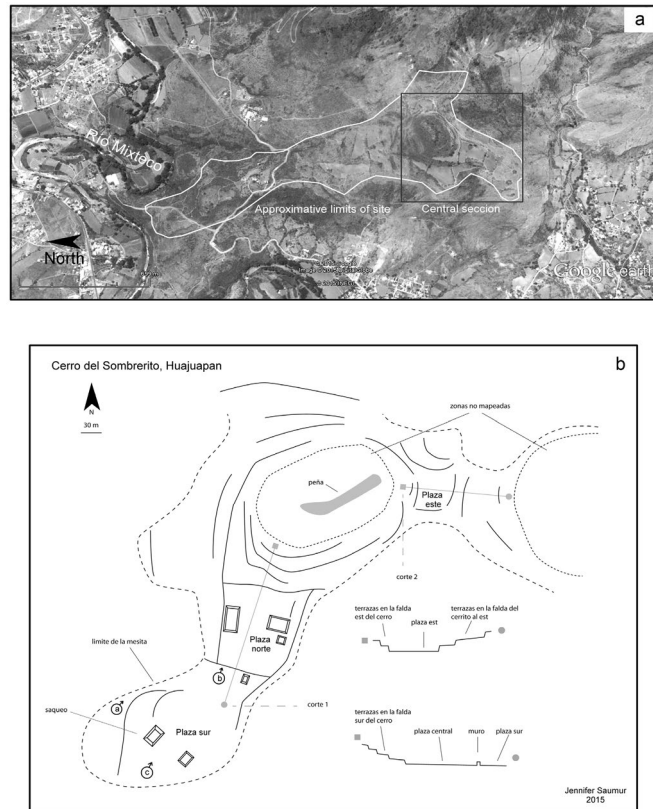 a
Río Mixteco
Approximative limits of site
Central seccion
North
Google earth
Cerro del Sombrerito, Huajuapan
b
N
30 m
zonas no mapeadas
peña
Plaza
este
corte 2
terrazas en la falda
est del cerro
plaza est
terrazas en la falda del
cerrito al est
Plaza
norte
límite de la mesita
b
a
corte 1
saqueo
Plaza sur
c
terrazas en la falda
sur del cerro
plaza central
muro
plaza sur
Jennifer Saumur
2015